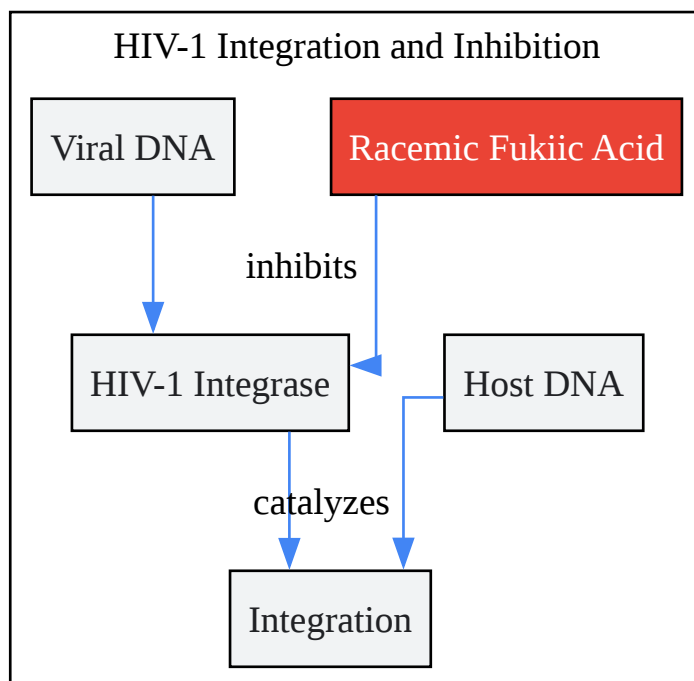 HIV-1 Integration and Inhibition
Viral DNA
Racemic Fukiic Acid
inhibits
HIV-1 Integrase
Host DNA
catalyzes
Integration